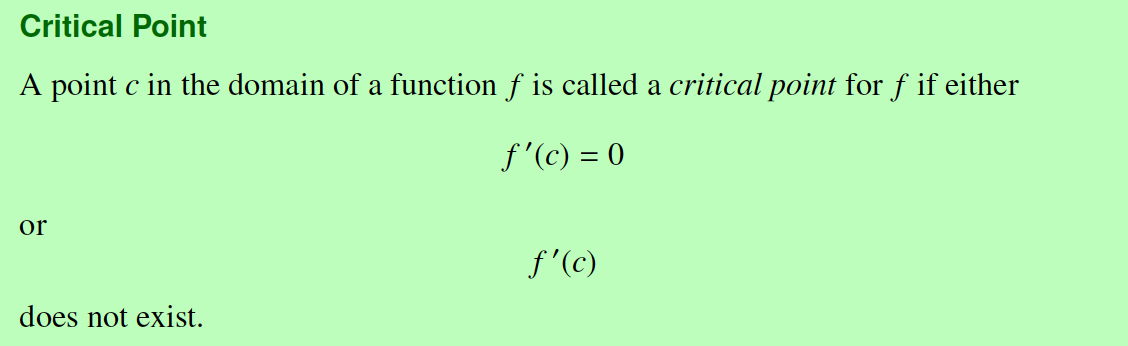 Critical Point
A point c in the domain of a function f is called a critical point for f if either
f ′(c) = 0
or
f ′(c)
does not exist.